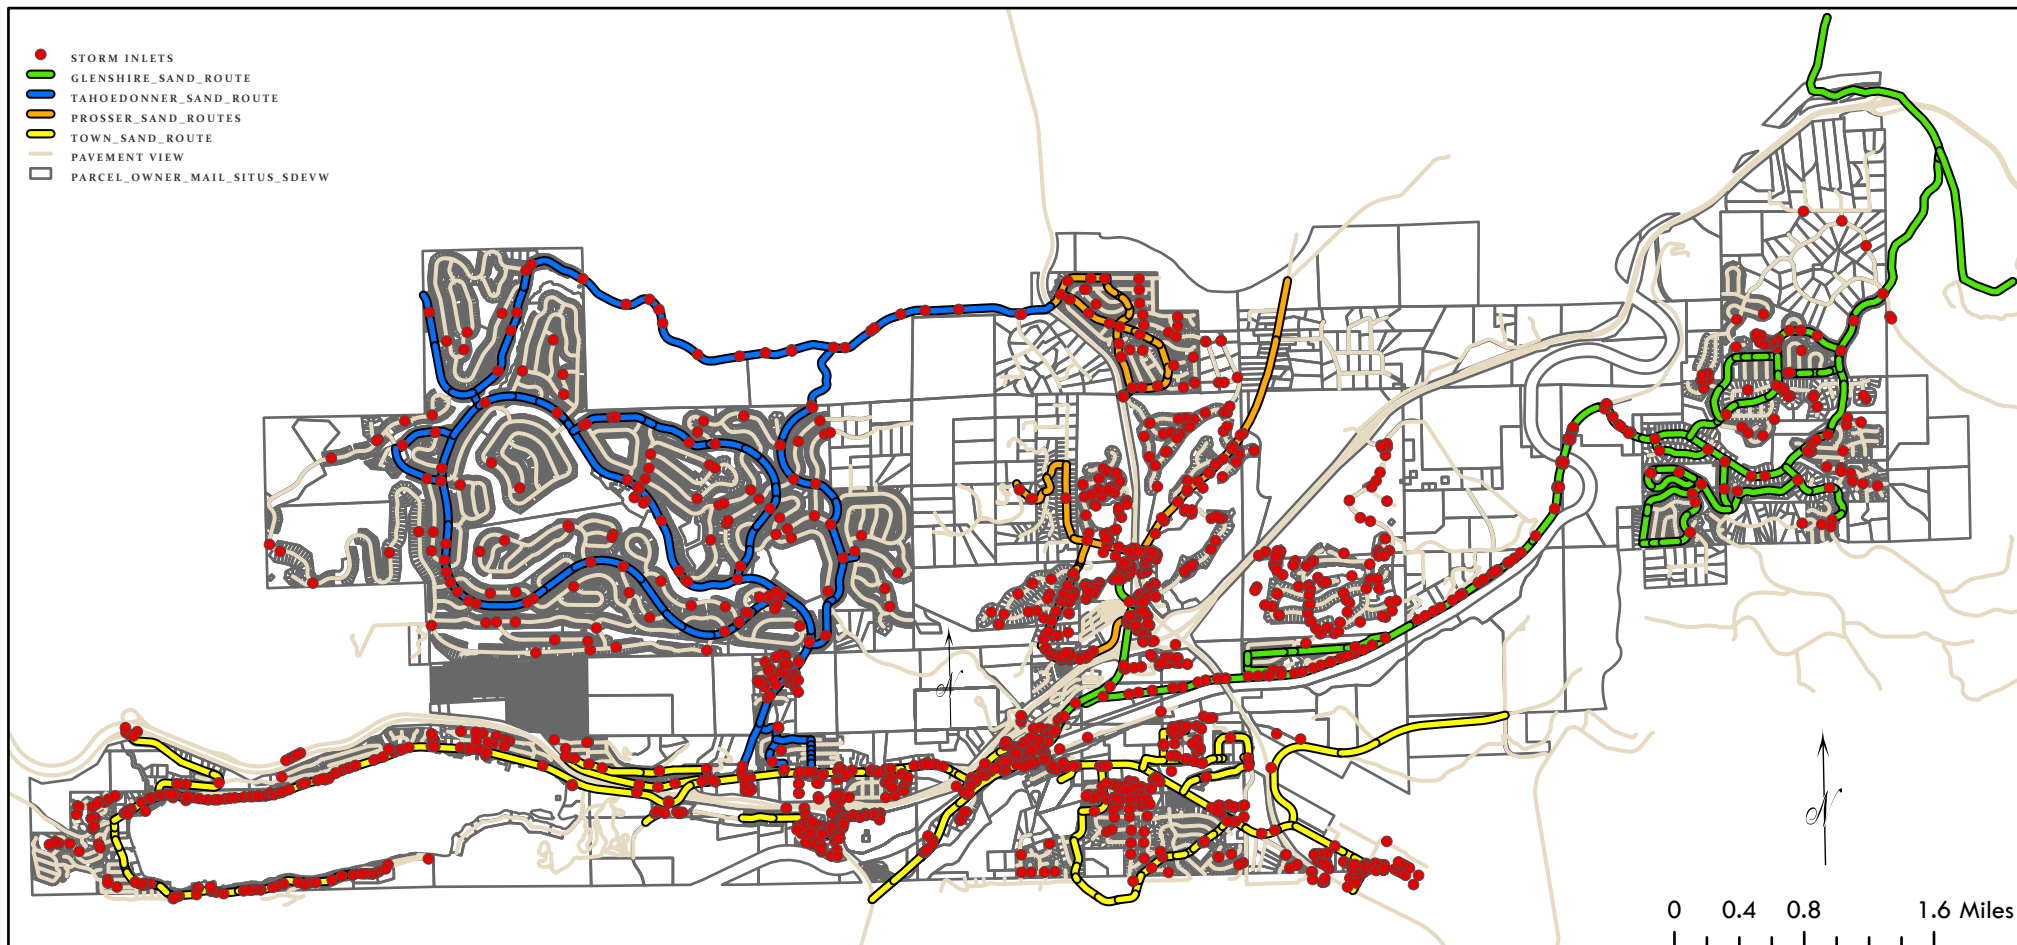 STORM INLETS
GLENSHIRE_SAND_ROUTE
TAHOEDONNER_SAND_ROUTE
PROSSER_SAND_ROUTES
TOWN_SAND_ROUTE
PAVEMENT VIEW
PARCEL_OWNER_MAIL_SITUS_SDEVW
N
N
0 0.4 0.8 1.6 Miles